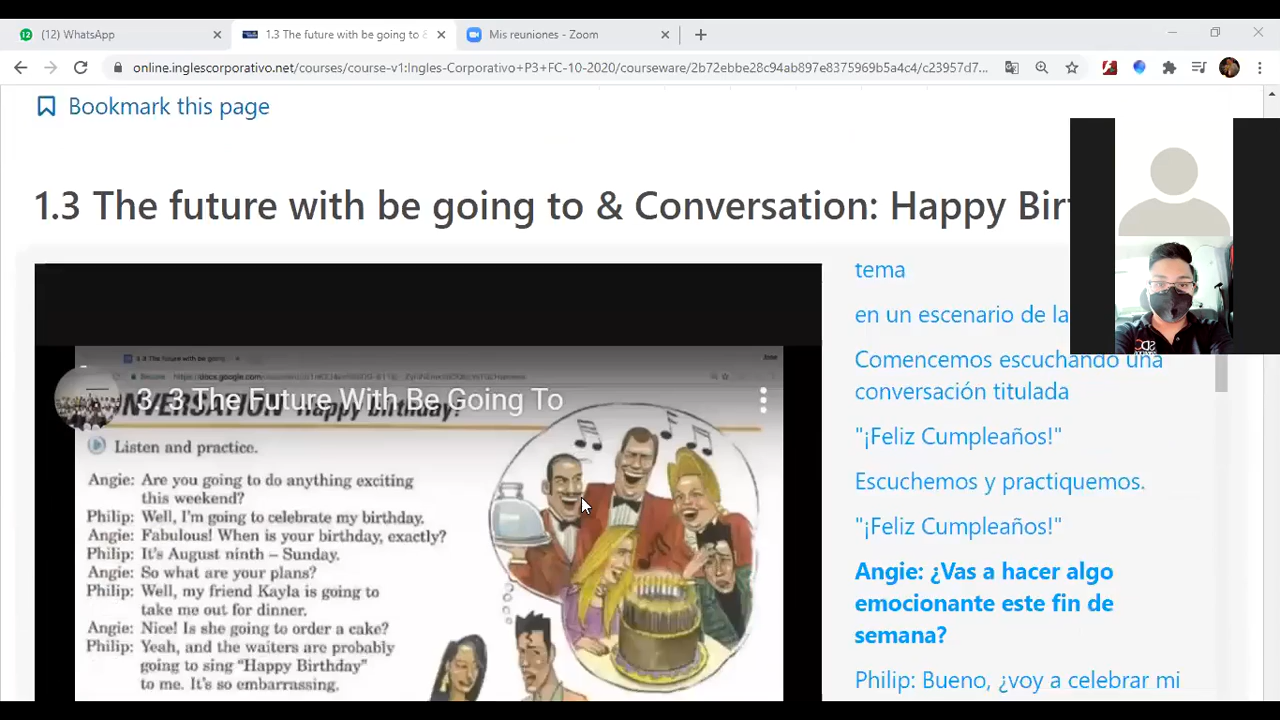 (12) WhatsApp
1.3 The future with be going to &
Mis reuniones - Zoom
online.inglescorporativo.net/courses/course-v1:Ingles-Corporativo+P3+FC-10-2020/courseware/2b72ebbe28c94ab897e8375969b5a4c4/c23957d7...
Bookmark this page
1.3 The future with be going to & Conversation: Happy Bir
3. 3 The Future With Be Going To
NVERSATION Happy birthday!
Listen and practice.
Angie: Are you going to do anything exciting
this weekend?
Philip: Well, I'm going to celebrate my birthday.
Angie: Fabulous! When is your birthday, exactly?
Philip: It's August ninth – Sunday.
Angie: So what are your plans?
Philip: Well, my friend Kayla is going to
take me out for dinner.
Angie: Nice! Is she going to order a cake?
Philip: Yeah, and the waiters are probably
going to sing "Happy Birthday"
to me. It's so embarrassing.
tema
en un escenario de la
Comencemos escuchando una
conversación titulada
"¡Feliz Cumpleaños!"
Escuchemos y practiquemos.
"¡Feliz Cumpleaños!"
Angie: ¿Vas a hacer algo
emocionante este fin de
semana?
Philip: Bueno, ¿voy a celebrar mi